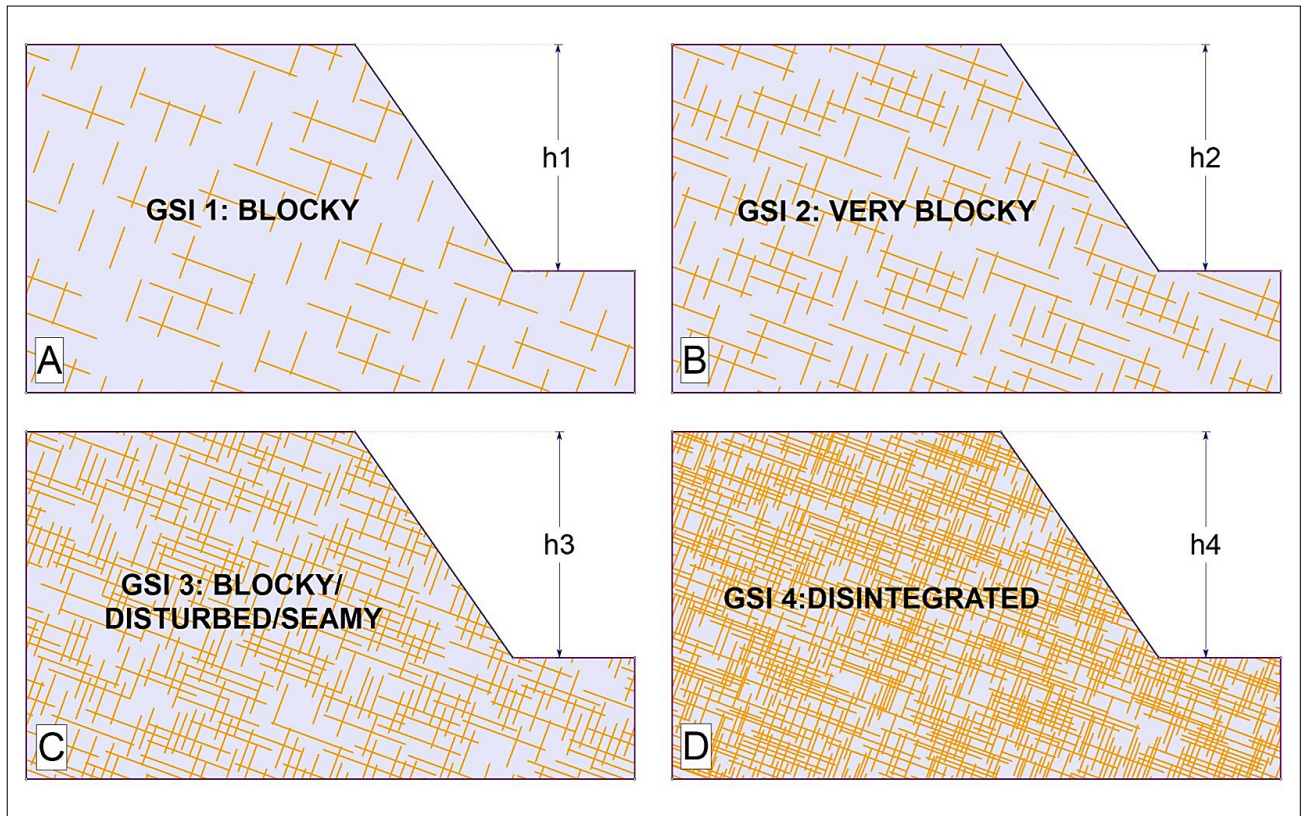 h1
GSI 1: BLOCKY
A
h2
GSI 2: VERY BLOCKY
B
h3
GSI 3: BLOCKY/
DISTURBED/SEAMY
C
h4
GSI 4:DISINTEGRATED
D